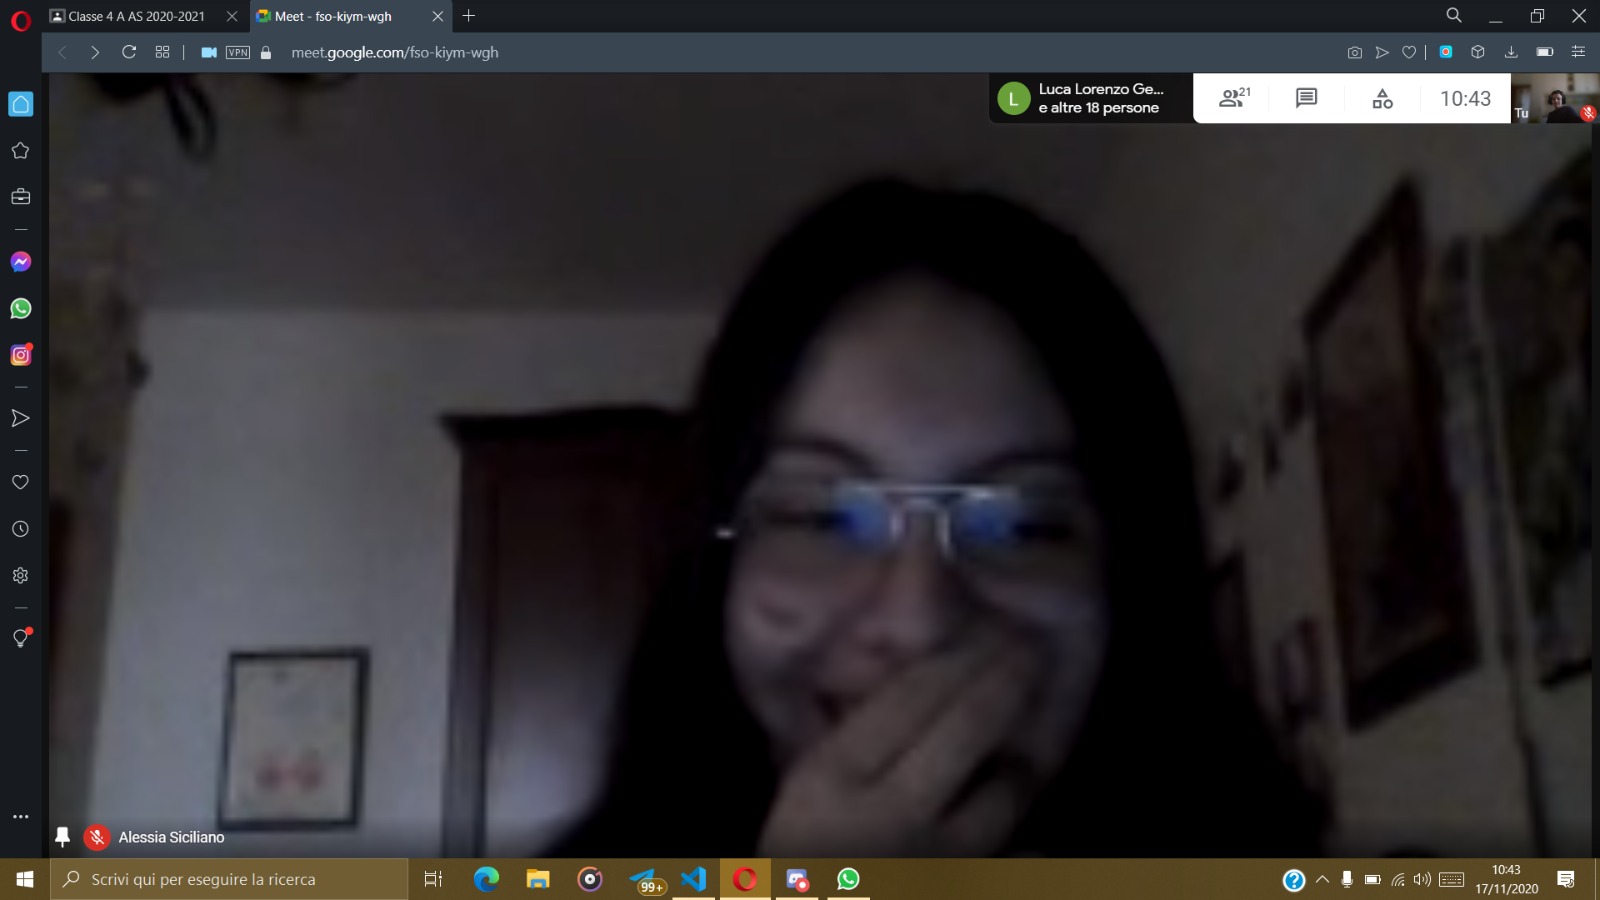 Classe 4 A AS 2020-2021
Meet - fso-kiym-wgh
VPN
meet.google.com/fso-kiym-wgh
L
Luca Lorenzo Ge...
e altre 18 persone
21
10:43
Tu
Alessia Siciliano
Scrivi qui per eseguire la ricerca
99+
10:43
17/11/2020